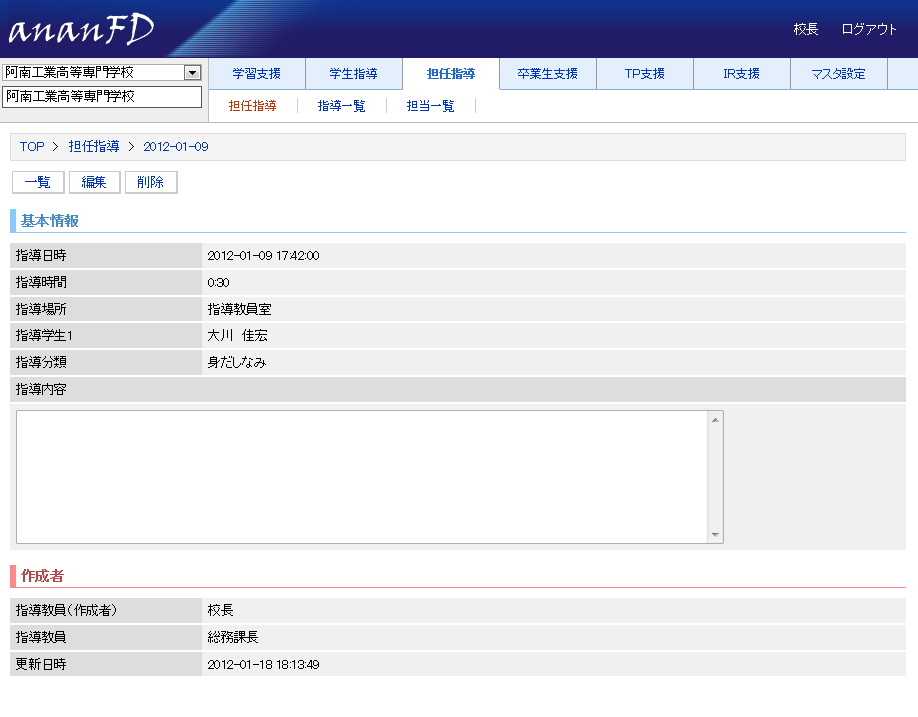 ananFD
校長 ログアウト
阿南工業高等専門学校
阿南工業高等専門学校
学習支援 学生指導 担任指導 卒業生支援 TP支援 IR支援 マスタ設定
担任指導 指導一覧 担当一覧
TOP > 担任指導 > 2012-01-09
一覧 編集 削除
基本情報
指導日時 2012-01-09 17:42:00
指導時間 0:30
指導場所 指導教員室
指導学生1 大川　佳宏
指導分類 身だしなみ
指導内容
作成者
指導教員(作成者) 校長
指導教員 総務課長
更新日時 2012-01-18 18:13:49